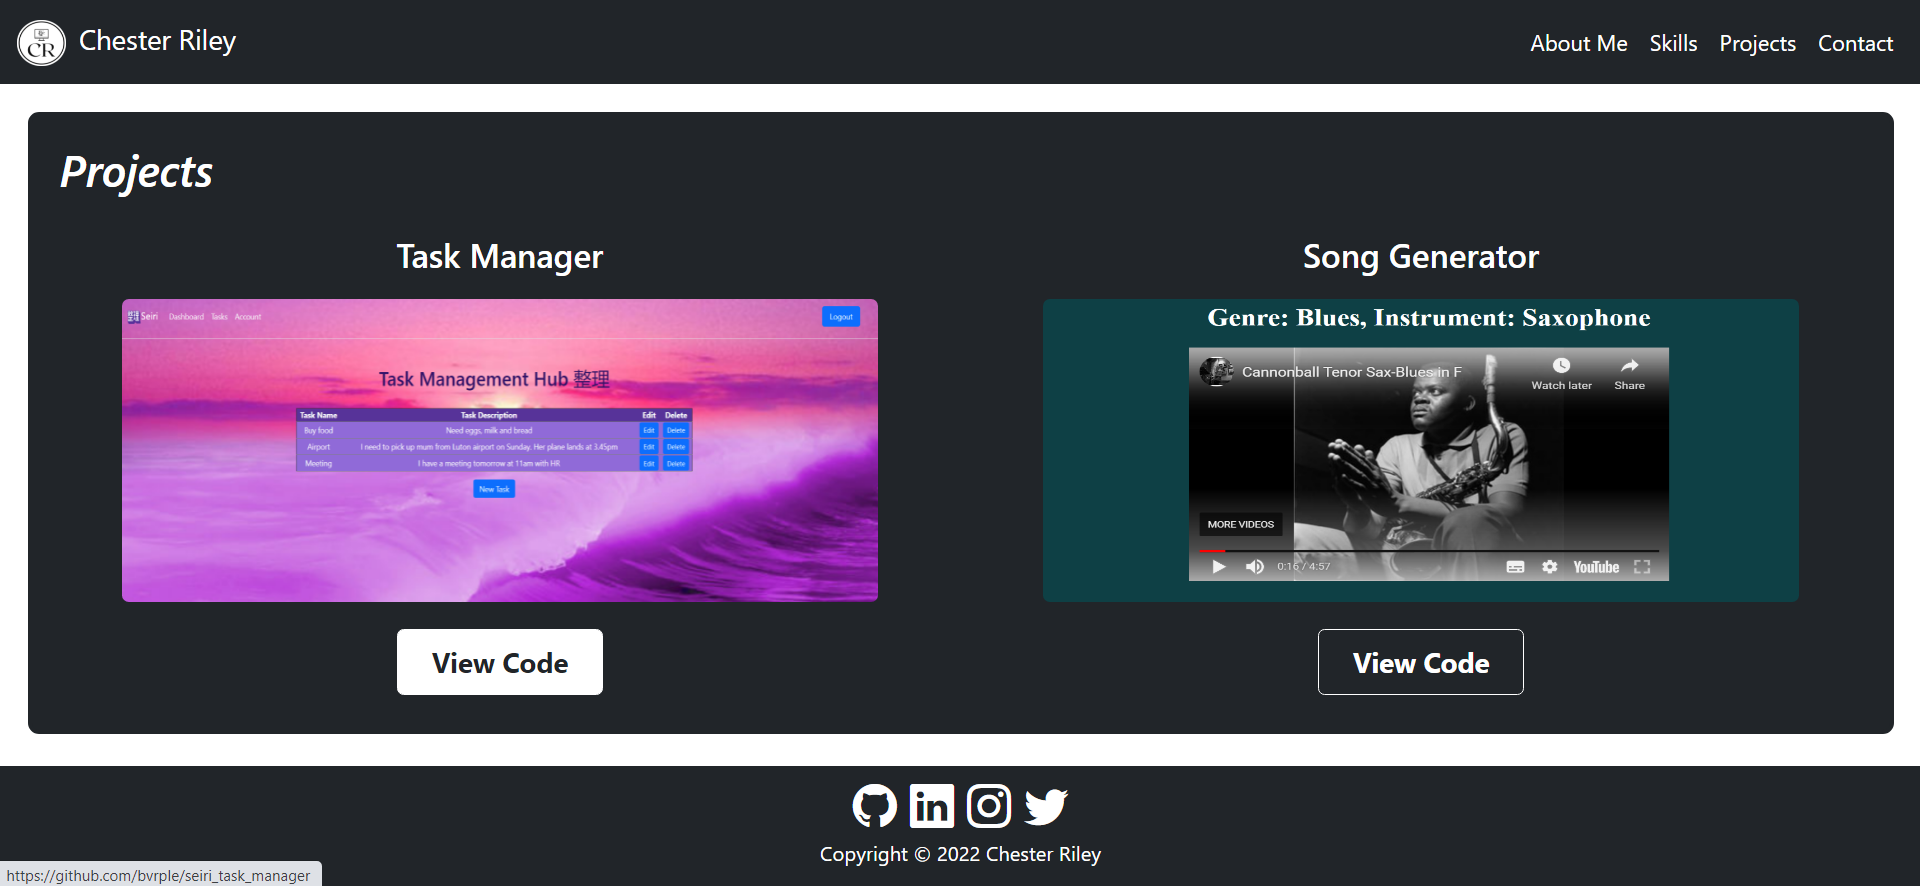 CR Chester Riley
About Me Skills Projects Contact
Projects
Task Manager
Seiri Dashboard Tasks Account Logout
Task Management Hub 整理
Task Name Task Description Edit Delete
Buy food Need eggs, milk and bread Edit Delete
Airport I need to pick up mum from Luton airport on Sunday. Her plane lands at 3.45pm Edit Delete
Meeting I have a meeting tomorrow at 11am with HR Edit Delete
New Task
View Code
Song Generator
Genre: Blues, Instrument: Saxophone
Cannonball Tenor Sax-Blues in F
Watch later Share
MORE VIDEOS
0:16 / 4:57 YouTube
View Code
Copyright © 2022 Chester Riley
https://github.com/bvrple/seiri_task_manager